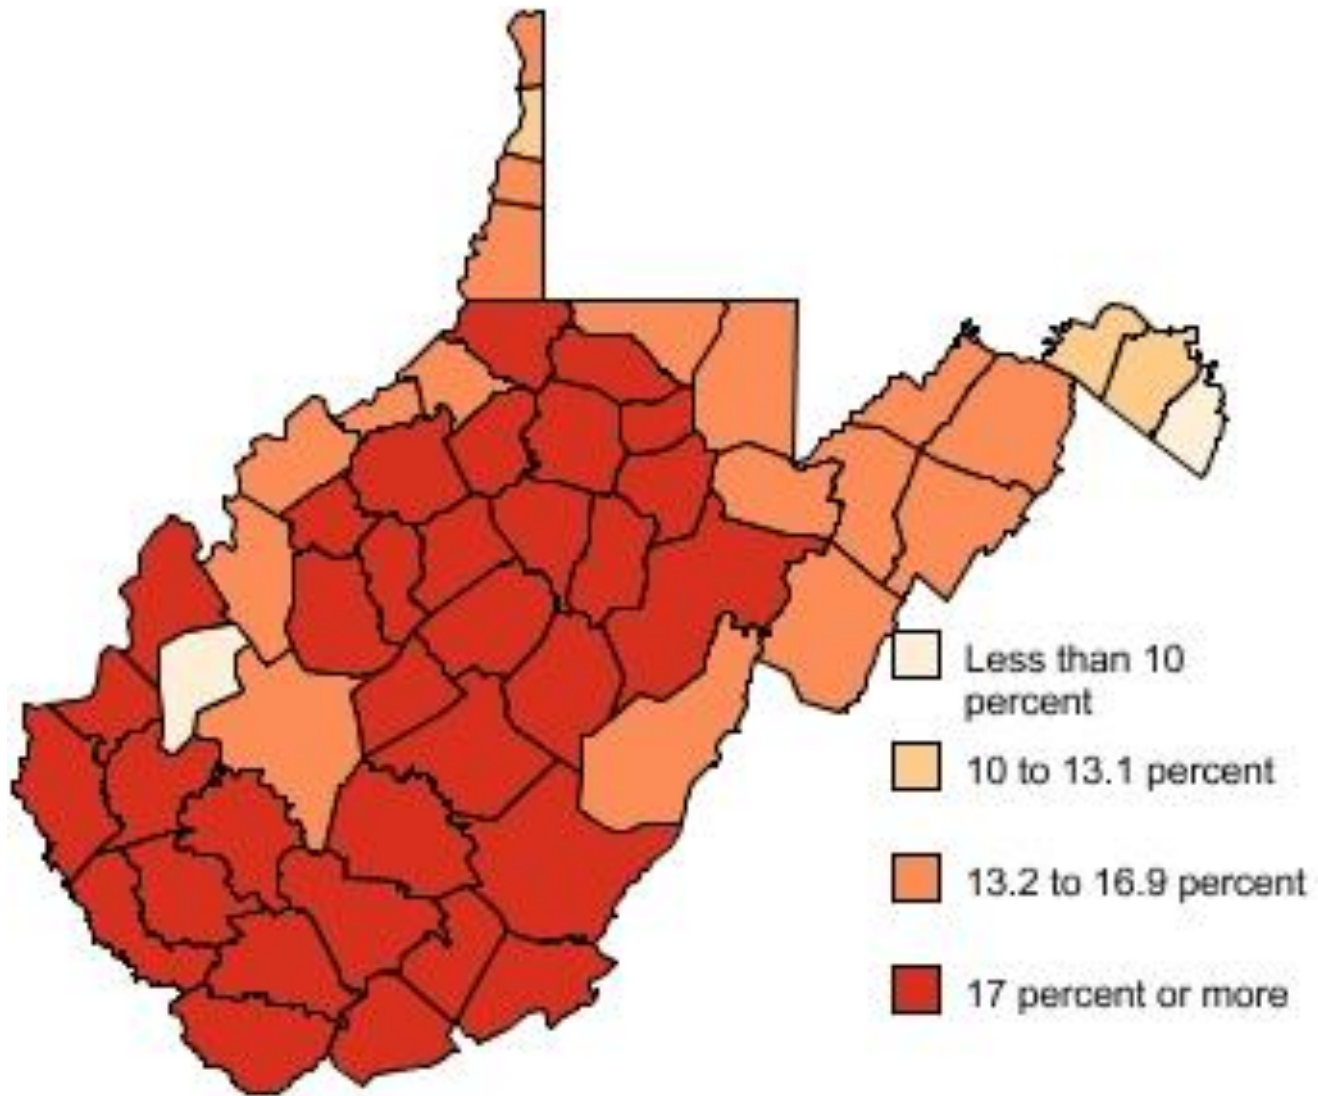 Less than 10
percent
10 to 13.1 percent
13.2 to 16.9 percent
17 percent or more